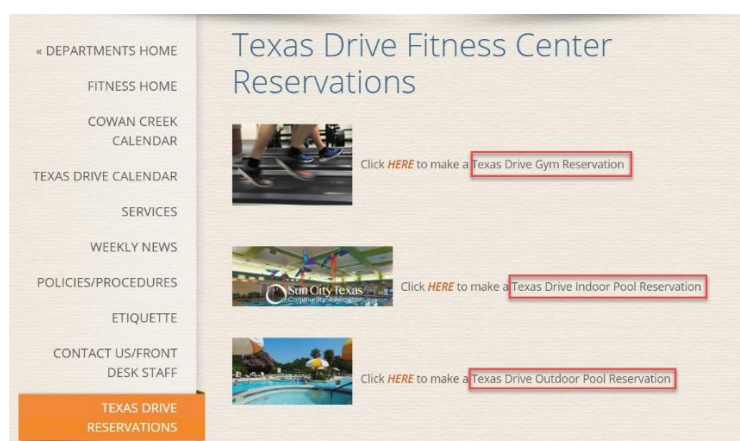 « DEPARTMENTS HOME
FITNESS HOME
COWAN CREEK
CALENDAR
TEXAS DRIVE CALENDAR
SERVICES
WEEKLY NEWS
POLICIES/PROCEDURES
ETIQUETTE
CONTACT US/FRONT
DESK STAFF
TEXAS DRIVE
RESERVATIONS
Texas Drive Fitness Center
Reservations
Click HERE to make a Texas Drive Gym Reservation
Sun City Texas
Community Association
Click HERE to make a Texas Drive Indoor Pool Reservation
Click HERE to make a Texas Drive Outdoor Pool Reservation